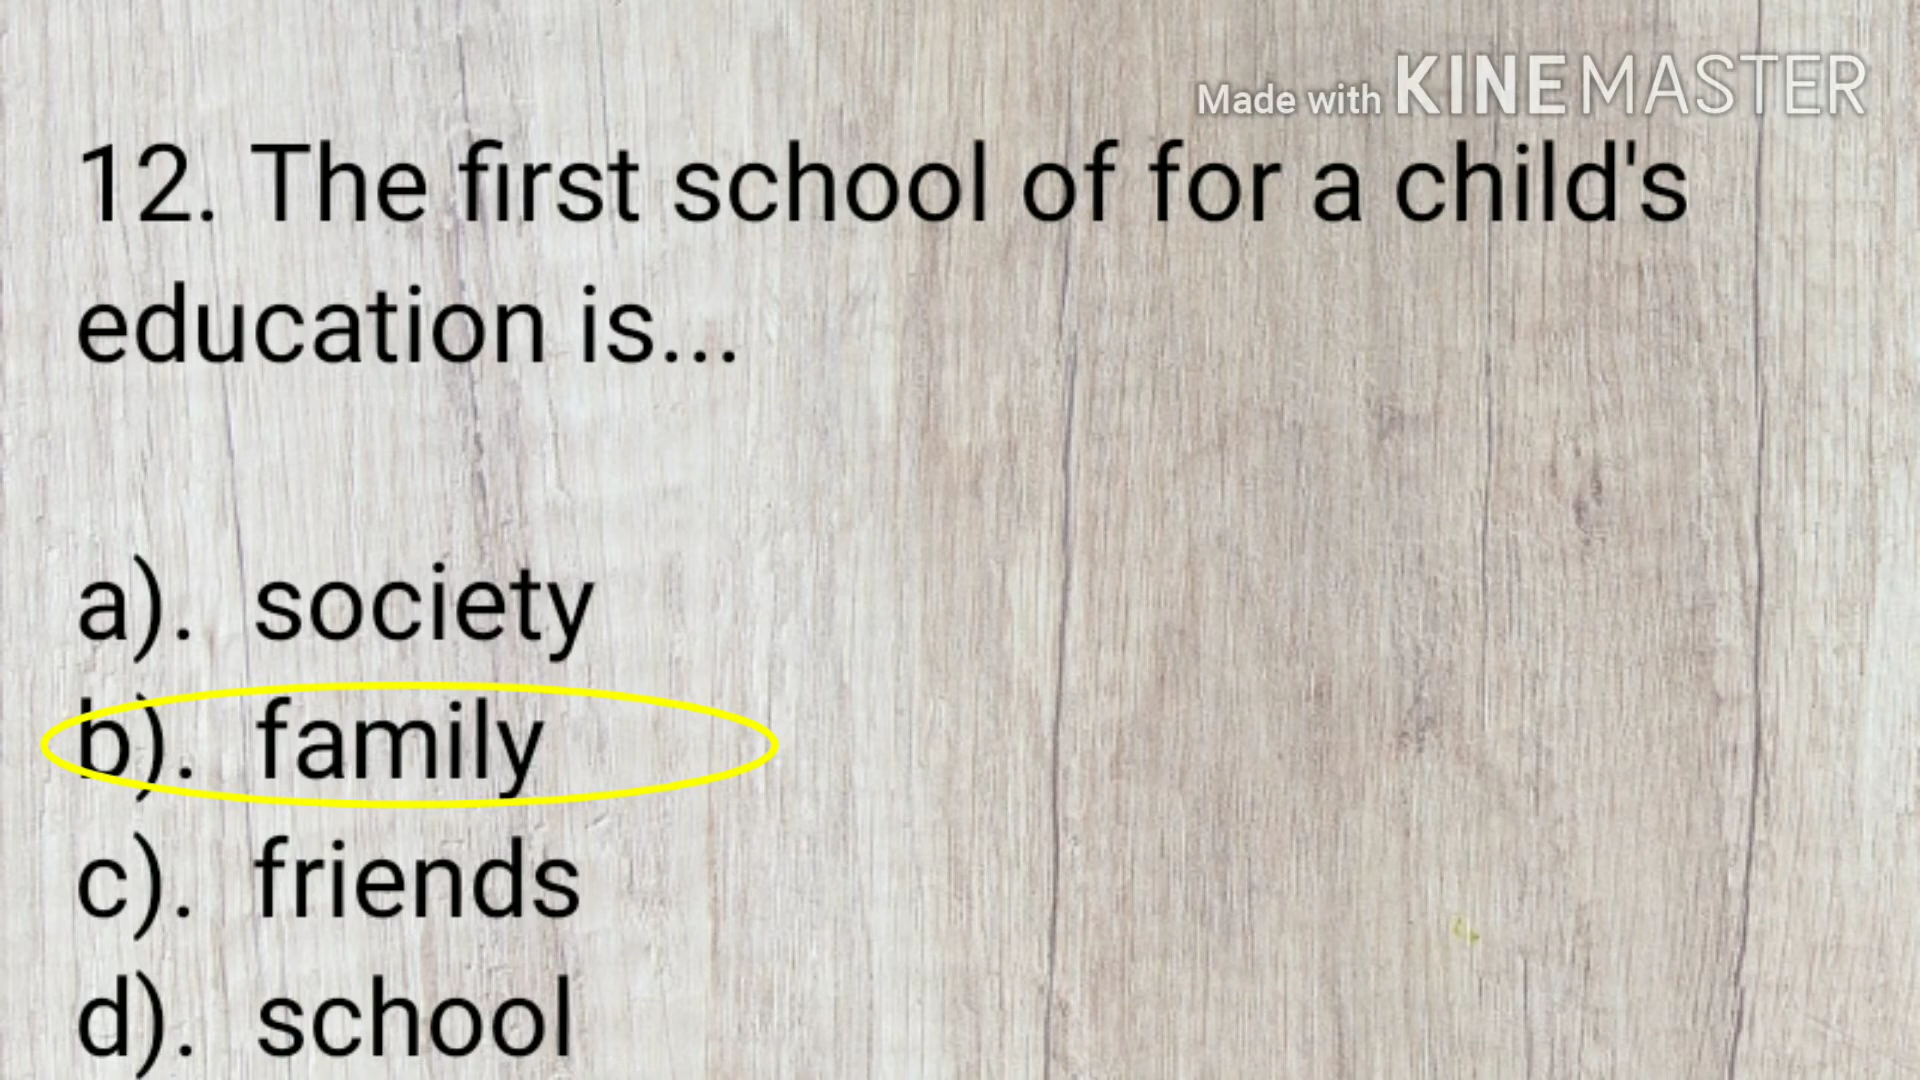 Made with KINEMASTER
12. The first school of for a child's
education is...
a). society
b). family
c). friends
d). school